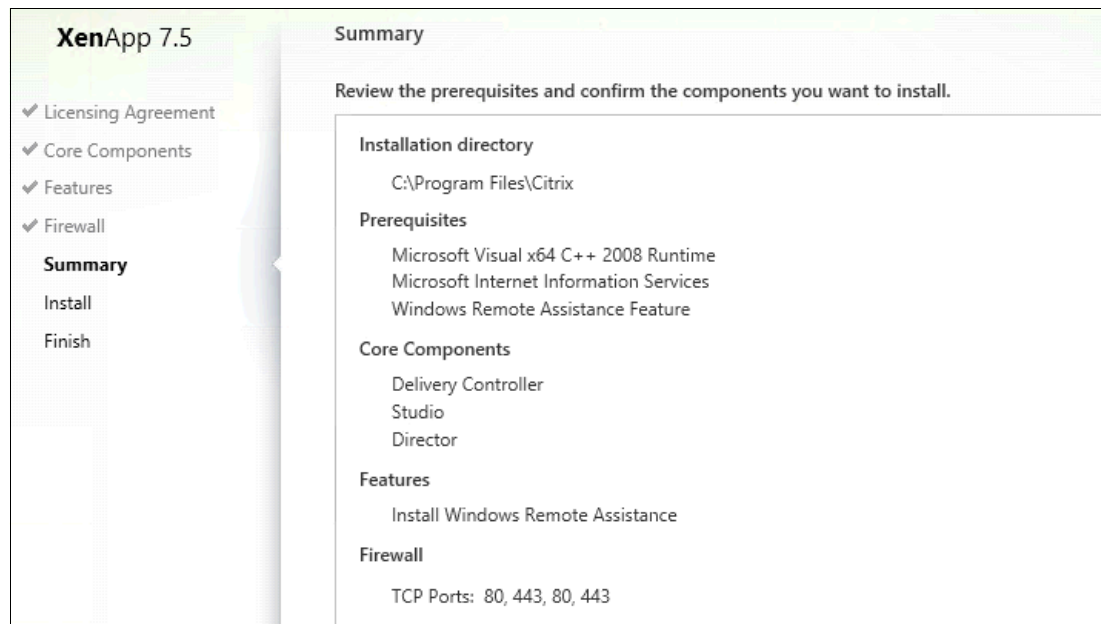 XenApp 7.5
Licensing Agreement
Core Components
Features
Firewall
Summary
Install
Finish
Summary
Review the prerequisites and confirm the components you want to install.
Installation directory
C:\Program Files\Citrix
Prerequisites
Microsoft Visual x64 C++ 2008 Runtime
Microsoft Internet Information Services
Windows Remote Assistance Feature
Core Components
Delivery Controller
Studio
Director
Features
Install Windows Remote Assistance
Firewall
TCP Ports: 80, 443, 80, 443